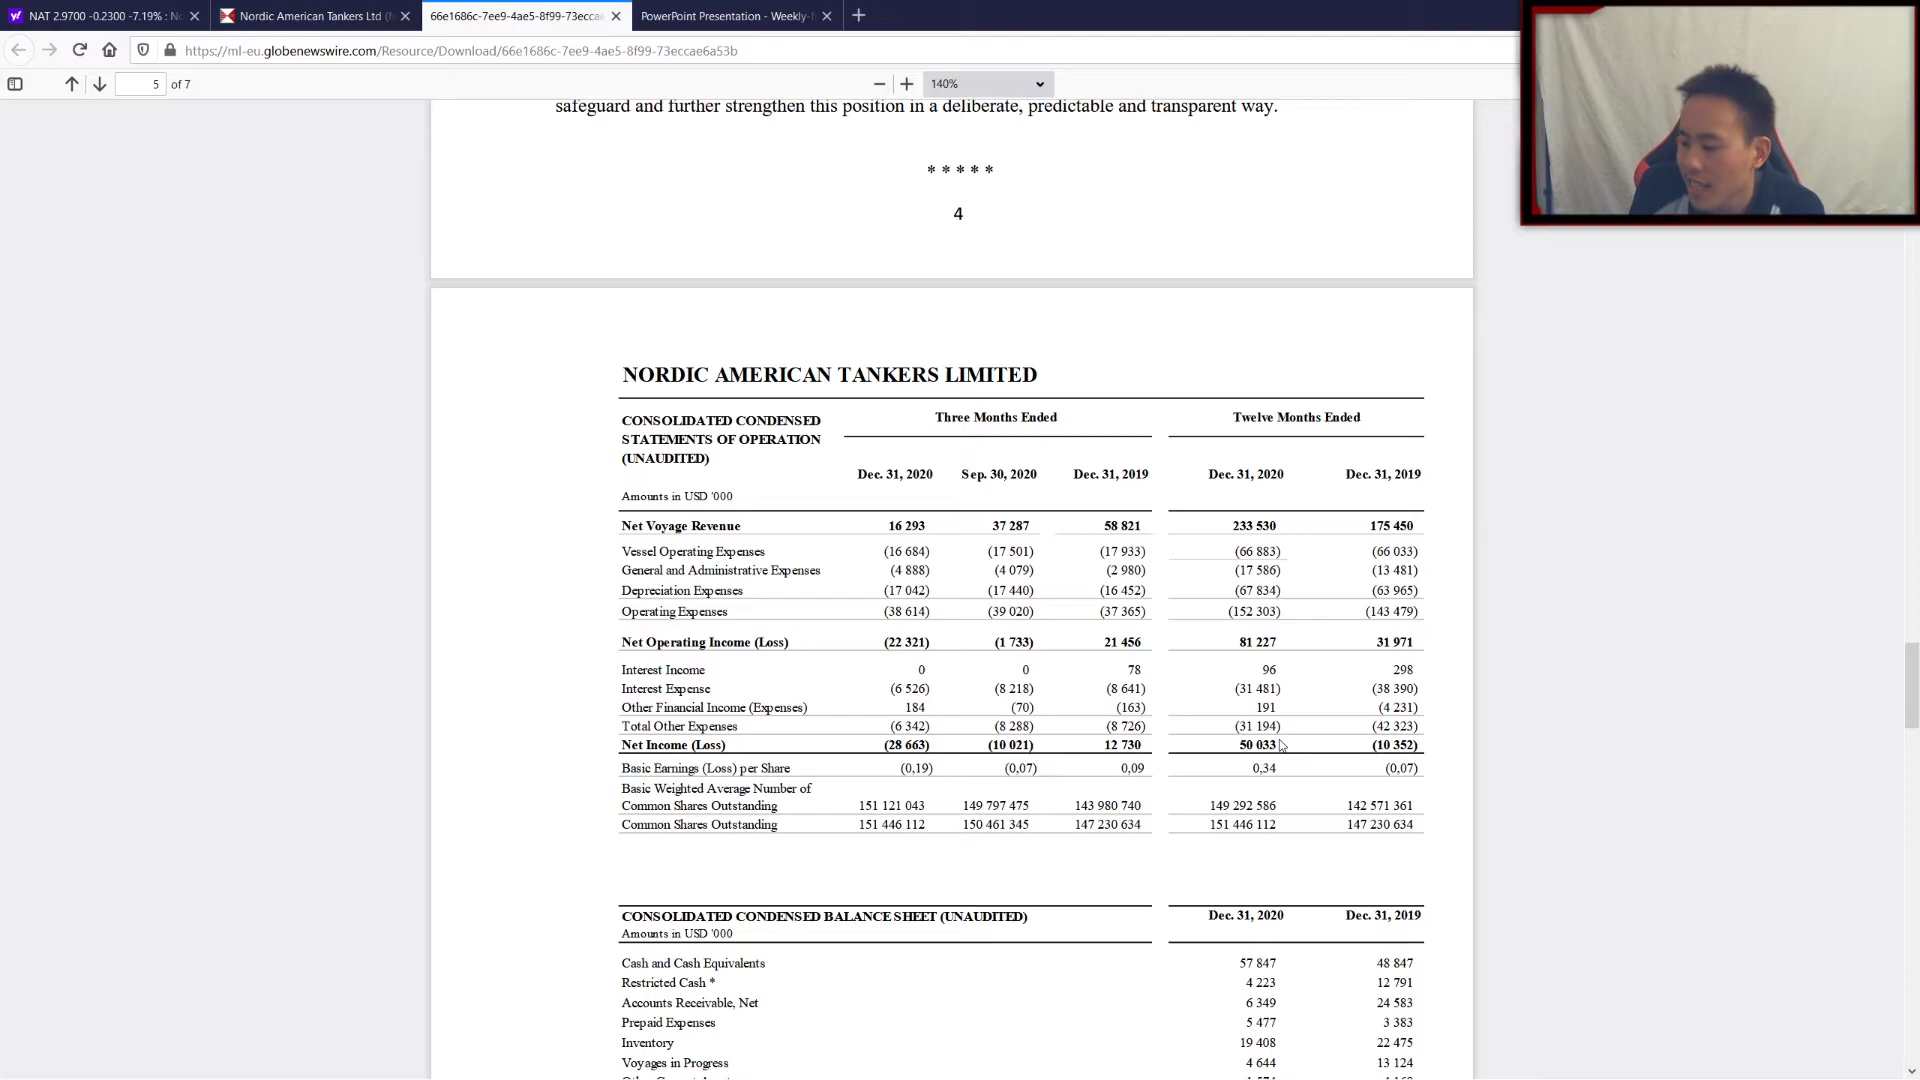 NAT 2.9700 -0.2300 -7.19% : N
Nordic American Tankers Ltd (
66e1686c-7ee9-4ae5-8f99-73ecca
PowerPoint Presentation - Weekly-
https://ml-eu.globenewswire.com/Resource/Download/66e1686c-7ee9-4ae5-8f99-73eccae6a53b
5 of 7
140%
safeguard and further strengthen this position in a deliberate, predictable and transparent way.
* * * * *
4
NORDIC AMERICAN TANKERS LIMITED
CONSOLIDATED CONDENSED STATEMENTS OF OPERATION (UNAUDITED) Three Months Ended Twelve Months Ended
Dec. 31, 2020 Sep. 30, 2020 Dec. 31, 2019 Dec. 31, 2020 Dec. 31, 2019
Amounts in USD '000
Net Voyage Revenue 16 293 37 287 58 821 233 530 175 450
Vessel Operating Expenses (16 684) (17 501) (17 933) (66 883) (66 033)
General and Administrative Expenses (4 888) (4 079) (2 980) (17 586) (13 481)
Depreciation Expenses (17 042) (17 440) (16 452) (67 834) (63 965)
Operating Expenses (38 614) (39 020) (37 365) (152 303) (143 479)
Net Operating Income (Loss) (22 321) (1 733) 21 456 81 227 31 971
Interest Income 0 0 78 96 298
Interest Expense (6 526) (8 218) (8 641) (31 481) (38 390)
Other Financial Income (Expenses) 184 (70) (163) 191 (4 231)
Total Other Expenses (6 342) (8 288) (8 726) (31 194) (42 323)
Net Income (Loss) (28 663) (10 021) 12 730 50 033 (10 352)
Basic Earnings (Loss) per Share (0,19) (0,07) 0,09 0,34 (0,07)
Basic Weighted Average Number of
Common Shares Outstanding 151 121 043 149 797 475 143 980 740 149 292 586 142 571 361
Common Shares Outstanding 151 446 112 150 461 345 147 230 634 151 446 112 147 230 634
CONSOLIDATED CONDENSED BALANCE SHEET (UNAUDITED) Dec. 31, 2020 Dec. 31, 2019
Amounts in USD '000
Cash and Cash Equivalents 57 847 48 847
Restricted Cash * 4 223 12 791
Accounts Receivable, Net 6 349 24 583
Prepaid Expenses 5 477 3 383
Inventory 19 408 22 475
Voyages in Progress 4 644 13 124